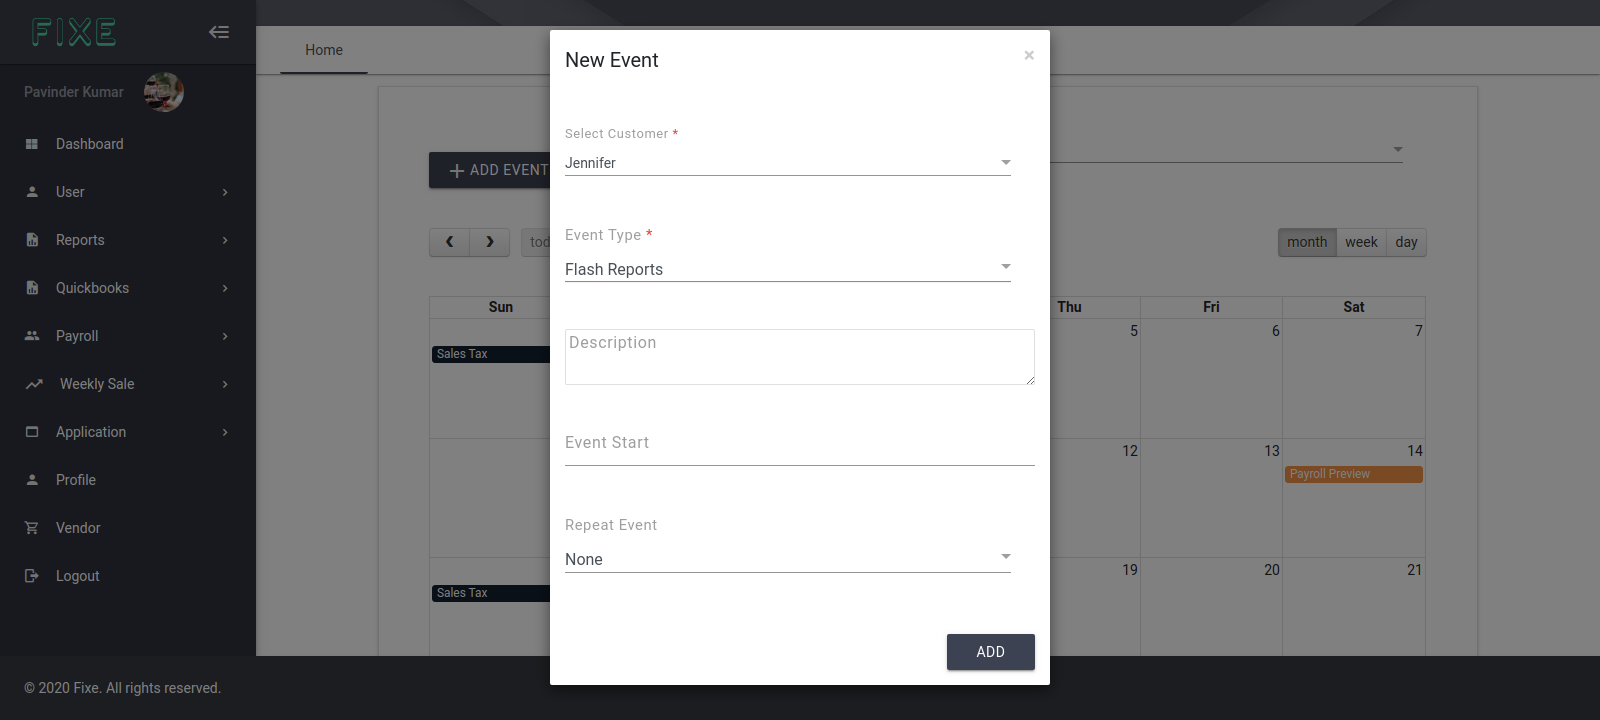 FIXE
Home
Pavinder Kumar
Dashboard
User
Reports
Quickbooks
Payroll
Weekly Sale
Application
Profile
Vendor
Logout
ADD EVENT
month week day
Sun Thu Fri Sat
5 6 7
Sales Tax
12 13 14
Payroll Preview
19 20 21
Sales Tax
New Event ×
Select Customer *
Jennifer
Event Type *
Flash Reports
Description
Event Start
Repeat Event
None
ADD
© 2020 Fixe. All rights reserved.